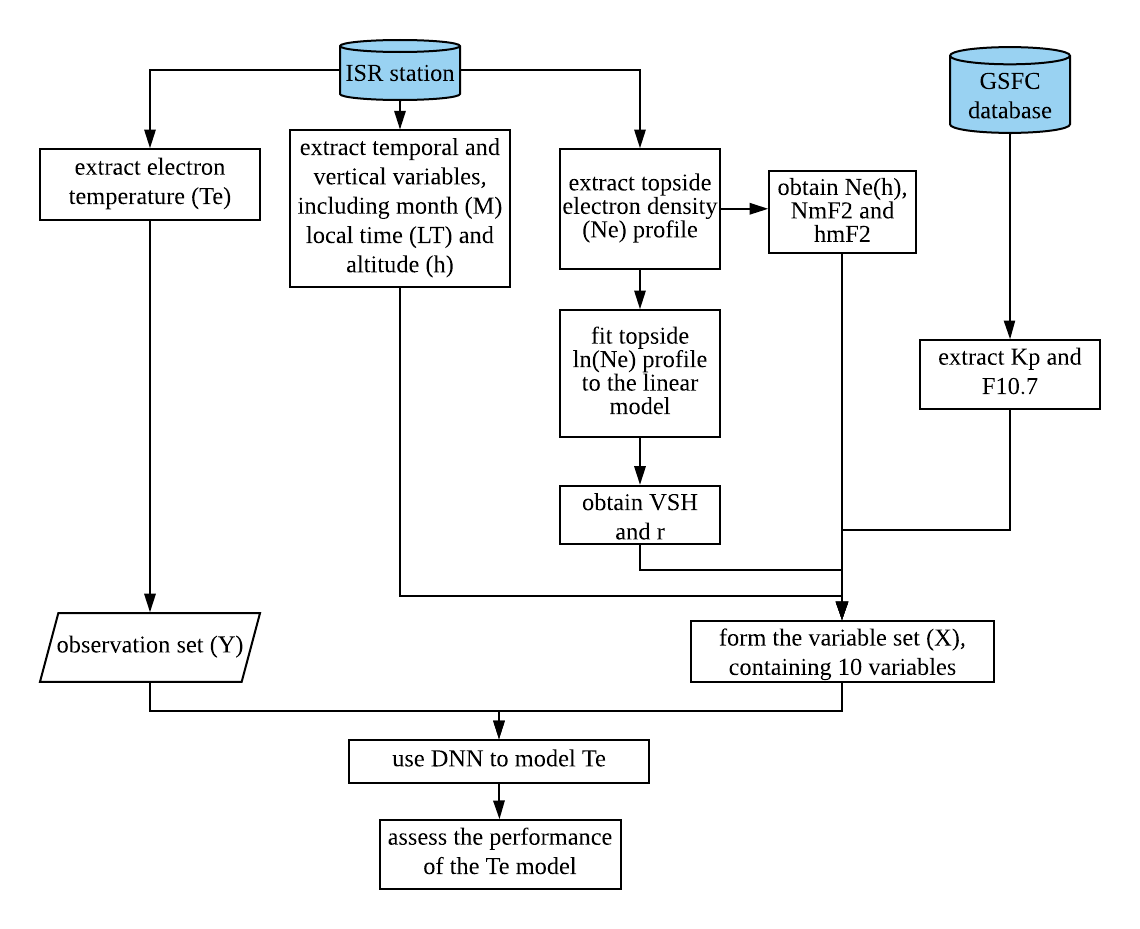 ISR station
GSFC
database
extract electron
temperature (Te)
extract temporal and
vertical variables,
including month (M)
local time (LT) and
altitude (h)
extract topside
electron density
(Ne) profile
obtain Ne(h),
NmF2 and
hmF2
fit topside
ln(Ne) profile
to the linear
model
extract Kp and
F10.7
obtain VSH
and r
observation set (Y)
form the variable set (X),
containing 10 variables
use DNN to model Te
assess the performance
of the Te model